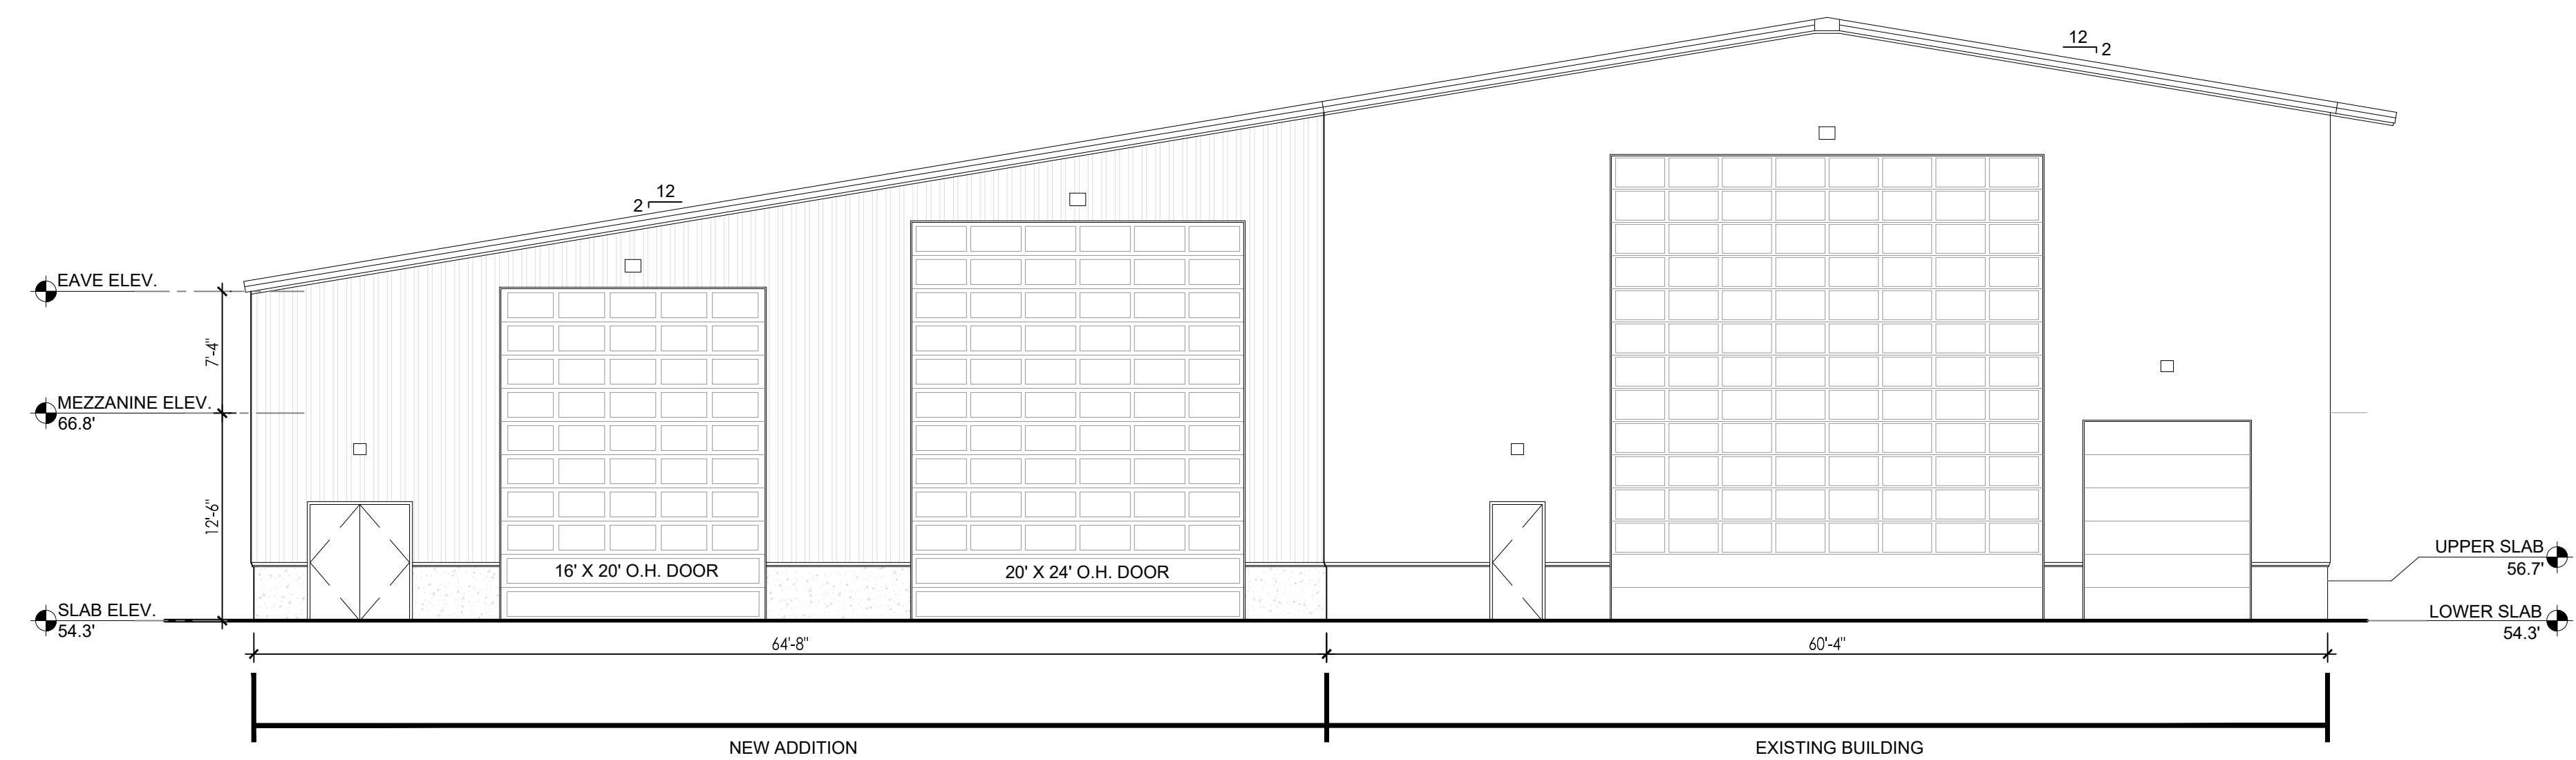 12
2
12
2
EAVE ELEV.
7'-4"
MEZZANINE ELEV.
66.8'
12'-6"
16' X 20' O.H. DOOR
20' X 24' O.H. DOOR
UPPER SLAB
56.7'
SLAB ELEV.
54.3'
LOWER SLAB
54.3'
64'-8"
60'-4"
NEW ADDITION
EXISTING BUILDING